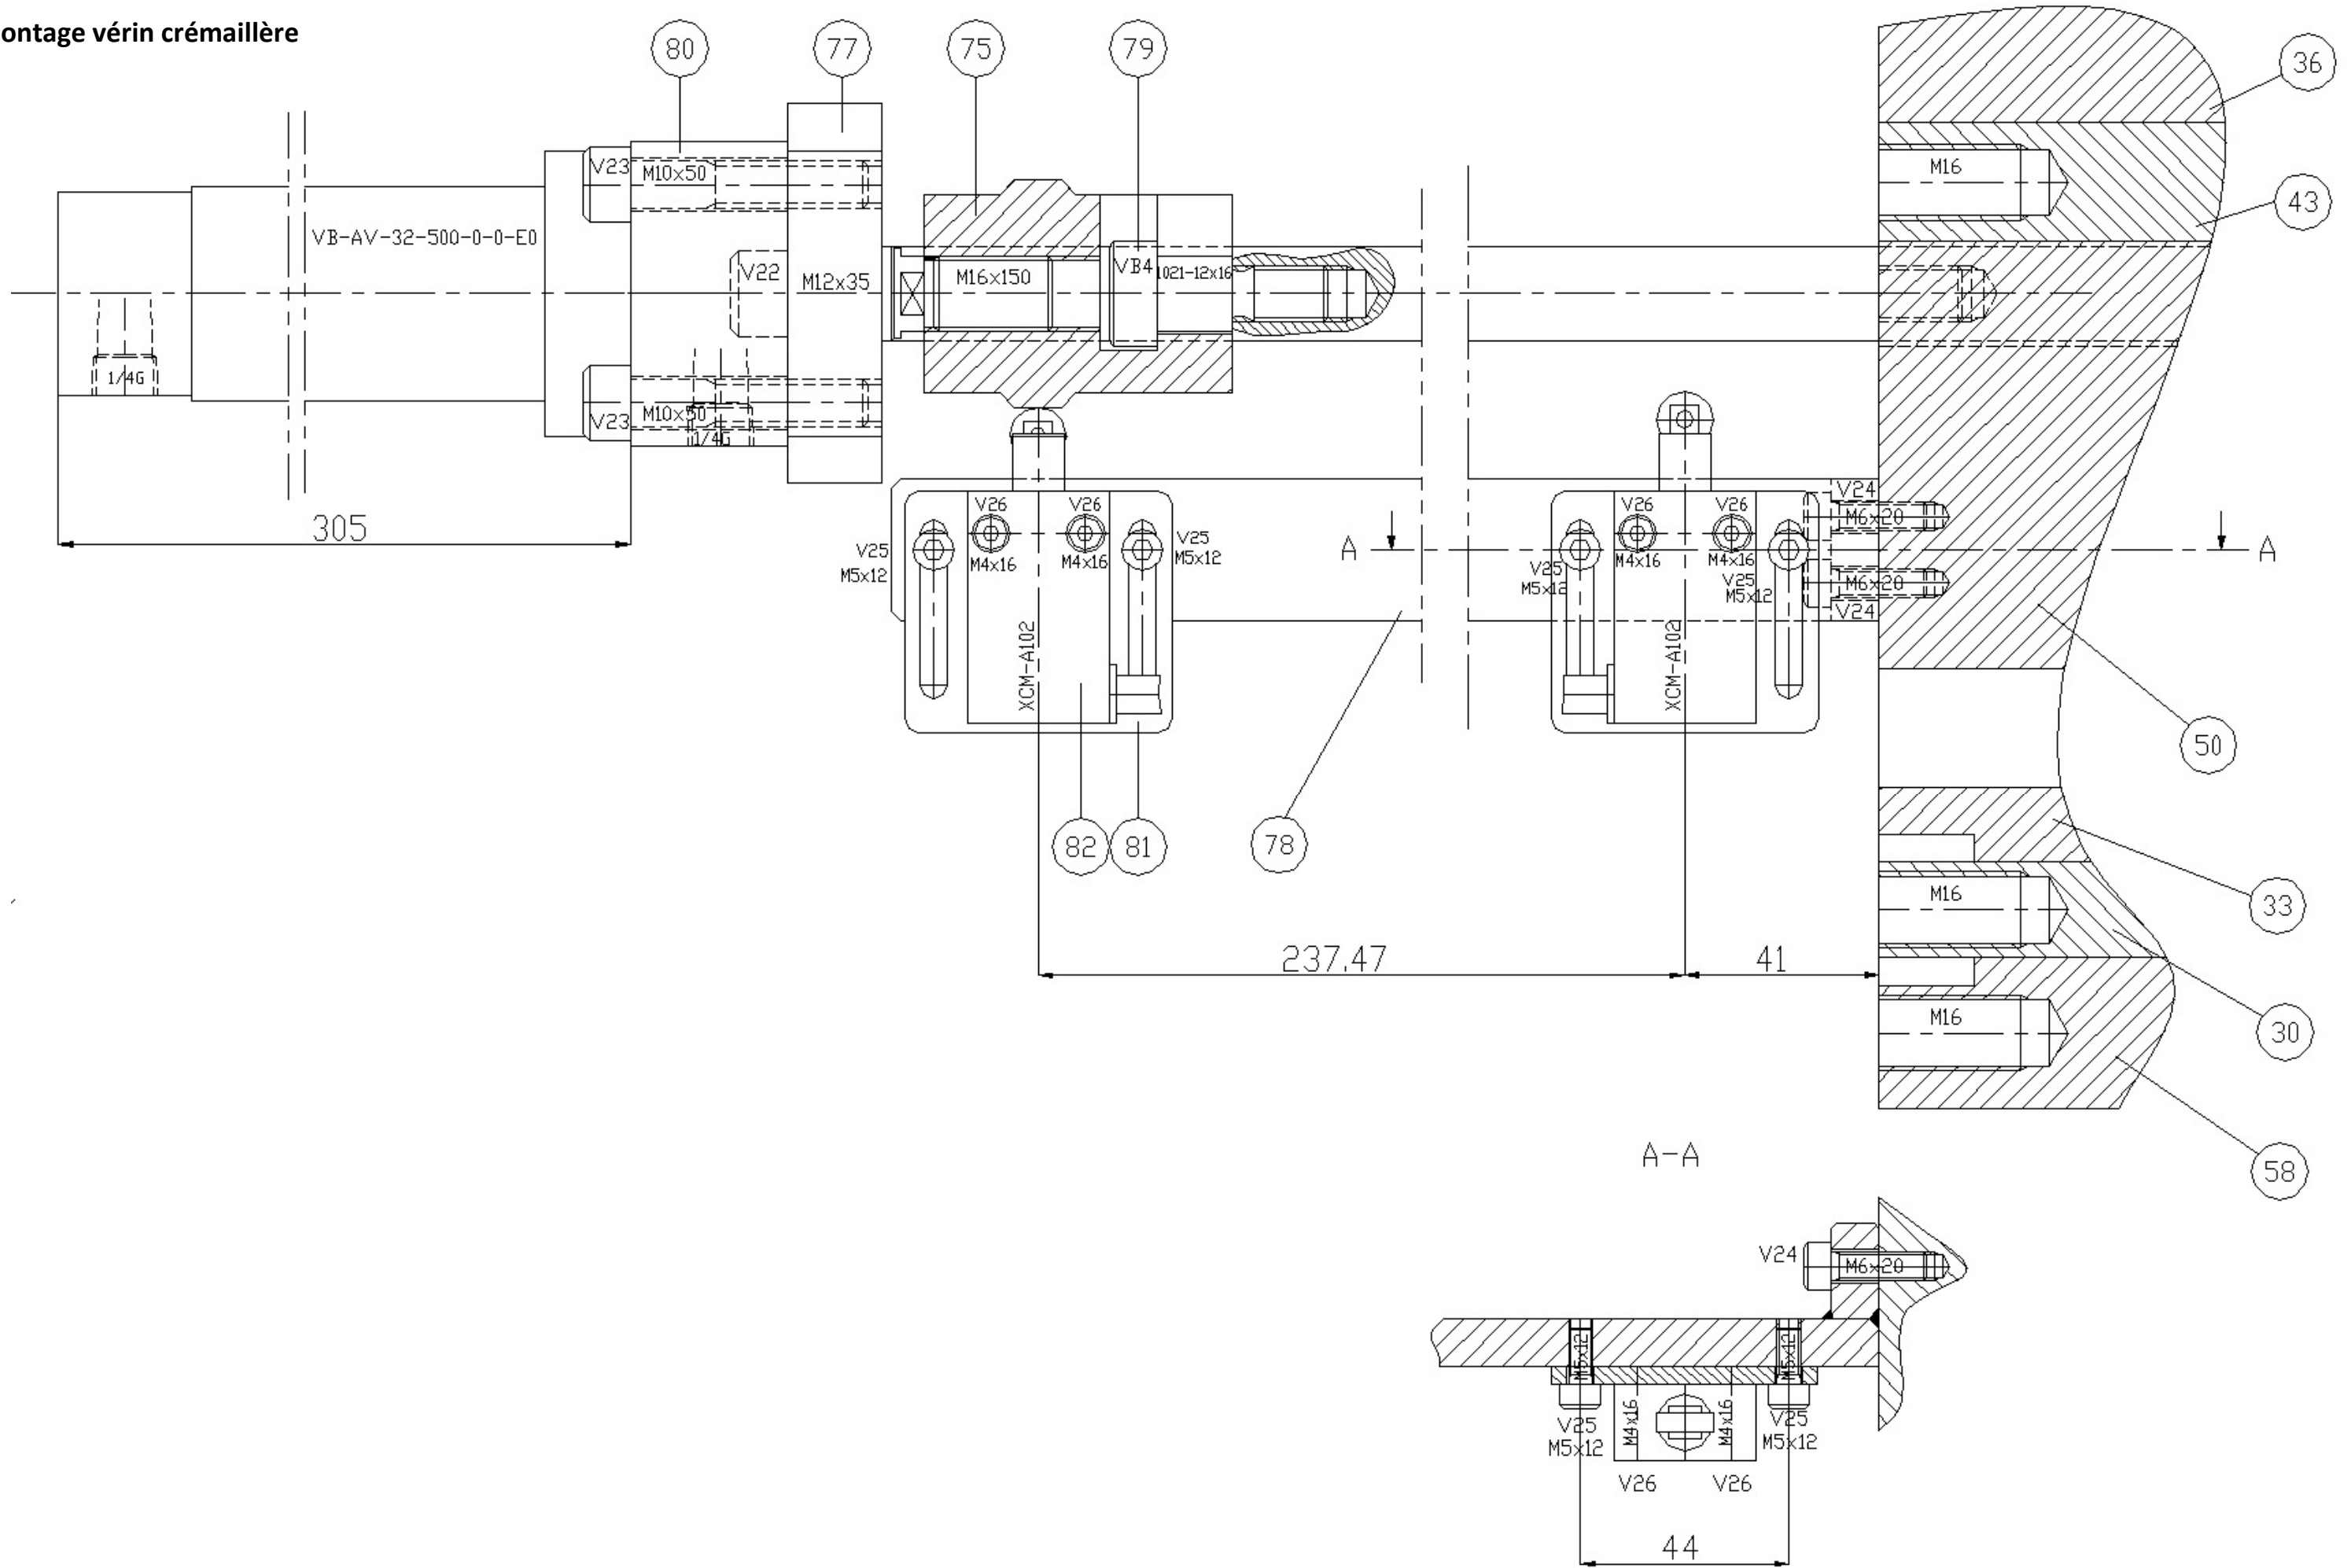 ontage vérin crémaillère
80
77
75
79
36
43
V23
M10x50
M16
VB-AV-32-500-0-0-E0
V22
M12x35
M16x150
VB4
1021-12x16
1/4G
V23
M10x50
1/4G
305
V26
V26
V25
M5x12
M4x16
M4x16
V25
M5x12
XCM-A102
A
V26
V26
V25
M5x12
M4x16
M4x16
V25
M5x12
XCM-A102
V24
M6x20
M6x20
V24
A
50
82
81
78
33
M16
237.47
41
M16
30
58
A-A
V24
M6x20
M5x12
M5x12
M4x16
M4x16
V25
M5x12
V25
M5x12
V26
V26
44